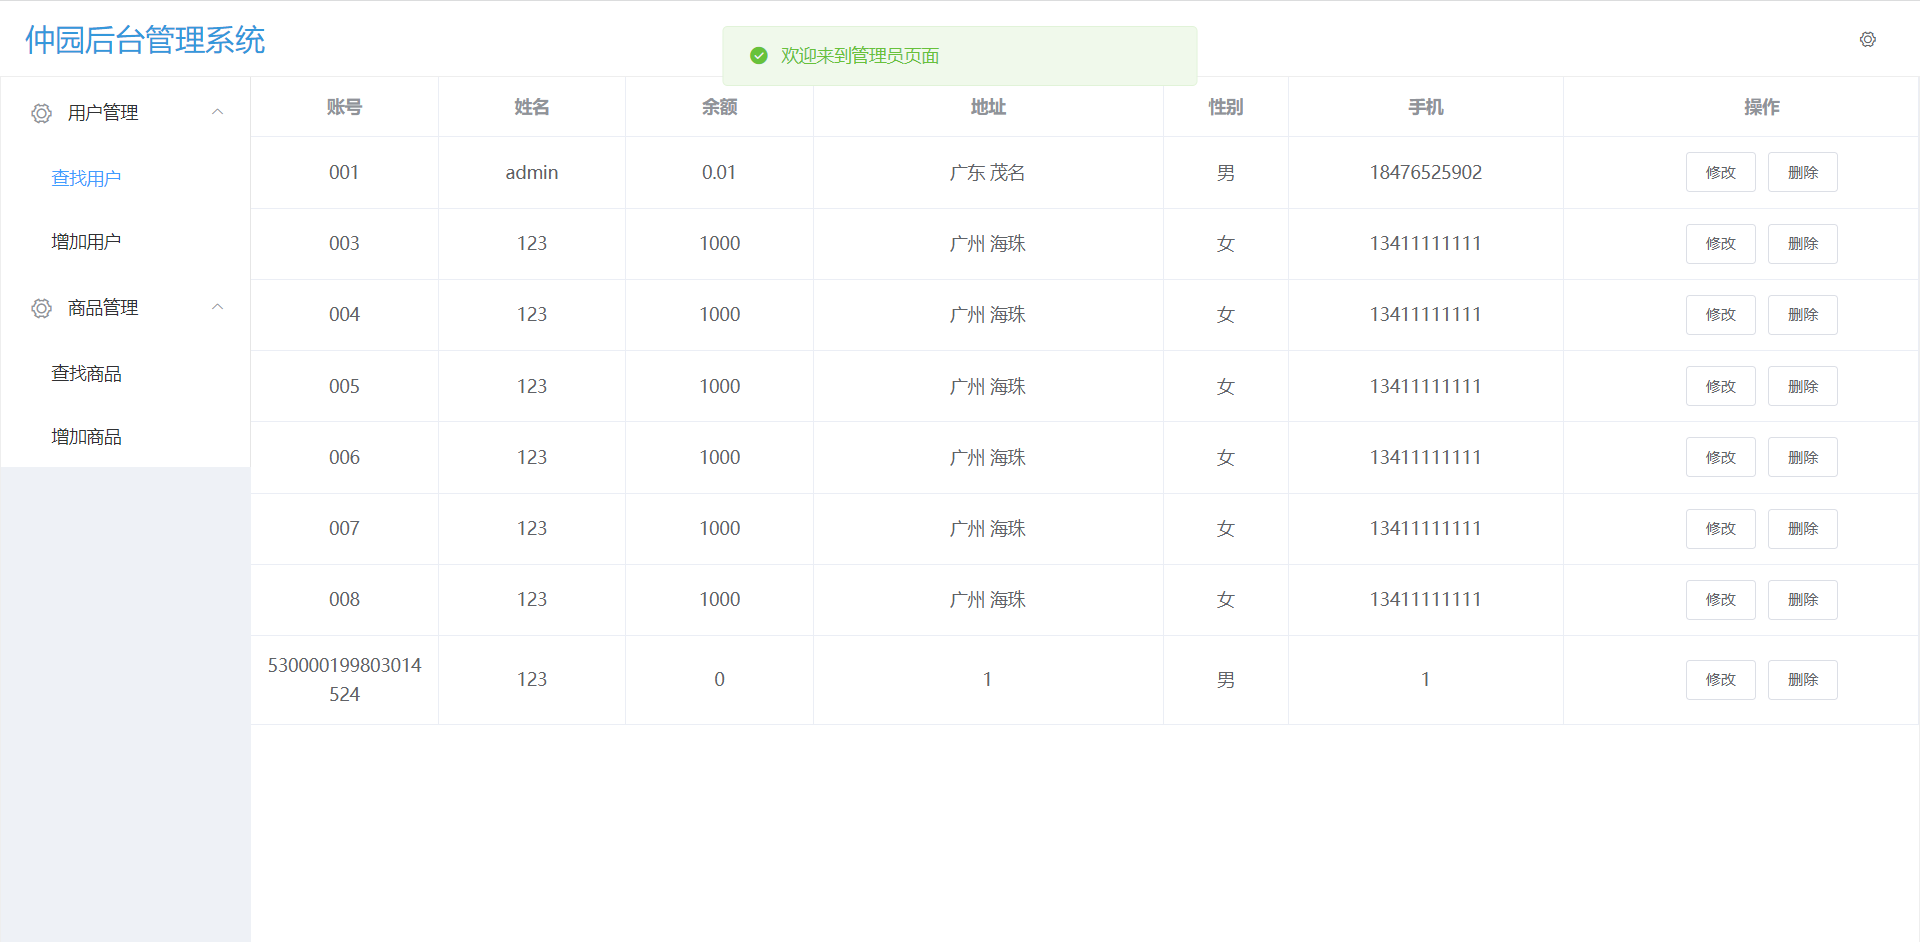 仲园后台管理系统
欢迎来到管理员页面
用户管理
查找用户
增加用户
商品管理
查找商品
增加商品
账号 姓名 余额 地址 性别 手机 操作
001 admin 0.01 广东 茂名 男 18476525902 修改 删除
003 123 1000 广州 海珠 女 13411111111 修改 删除
004 123 1000 广州 海珠 女 13411111111 修改 删除
005 123 1000 广州 海珠 女 13411111111 修改 删除
006 123 1000 广州 海珠 女 13411111111 修改 删除
007 123 1000 广州 海珠 女 13411111111 修改 删除
008 123 1000 广州 海珠 女 13411111111 修改 删除
530000199803014
524 123 0 1 男 1 修改 删除